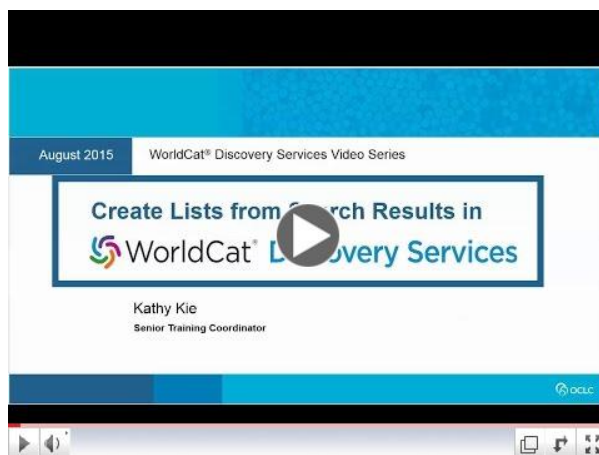 August 2015
WorldCat® Discovery Services Video Series
Create Lists from Results in
WorldCat® Services
Kathy Kie
Senior Training Coordinator
OCLC